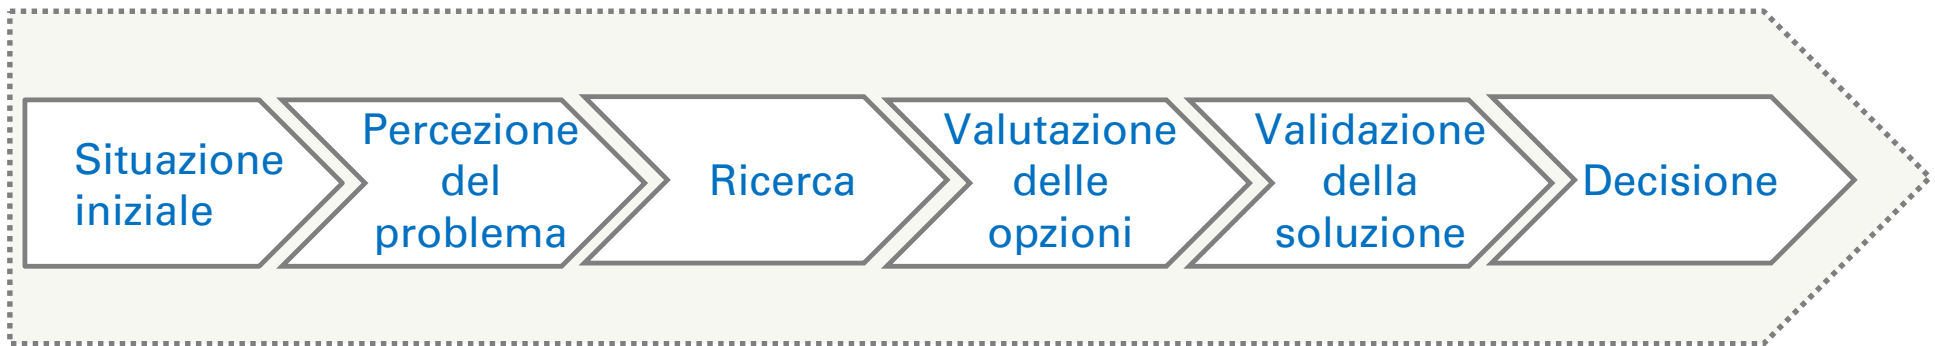 Situazione
iniziale
Percezione
del
problema
Ricerca
Valutazione
delle
opzioni
Validazione
della
soluzione
Decisione